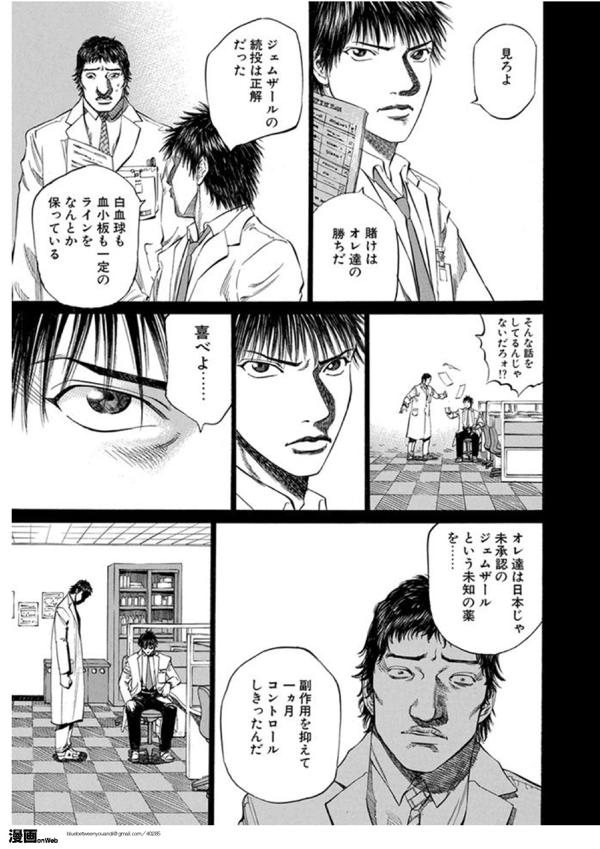 見ろよ
賭けは
オレ達の
勝ちだ
ジェムザールの
続投は正解
だった
白血球も
血小板も一定の
ラインを
なんとか
保っている
そんな話を
してるんじゃ
ないだろォ!?
喜べよ……
オレ達は日本じゃ
未承認の
ジェムザール
という未知の薬
を……
副作用を抑えて
一ヵ月
コントロール
しきったんだ
漫画 on Web
bluebetweenyouandi@gmail.com／40285